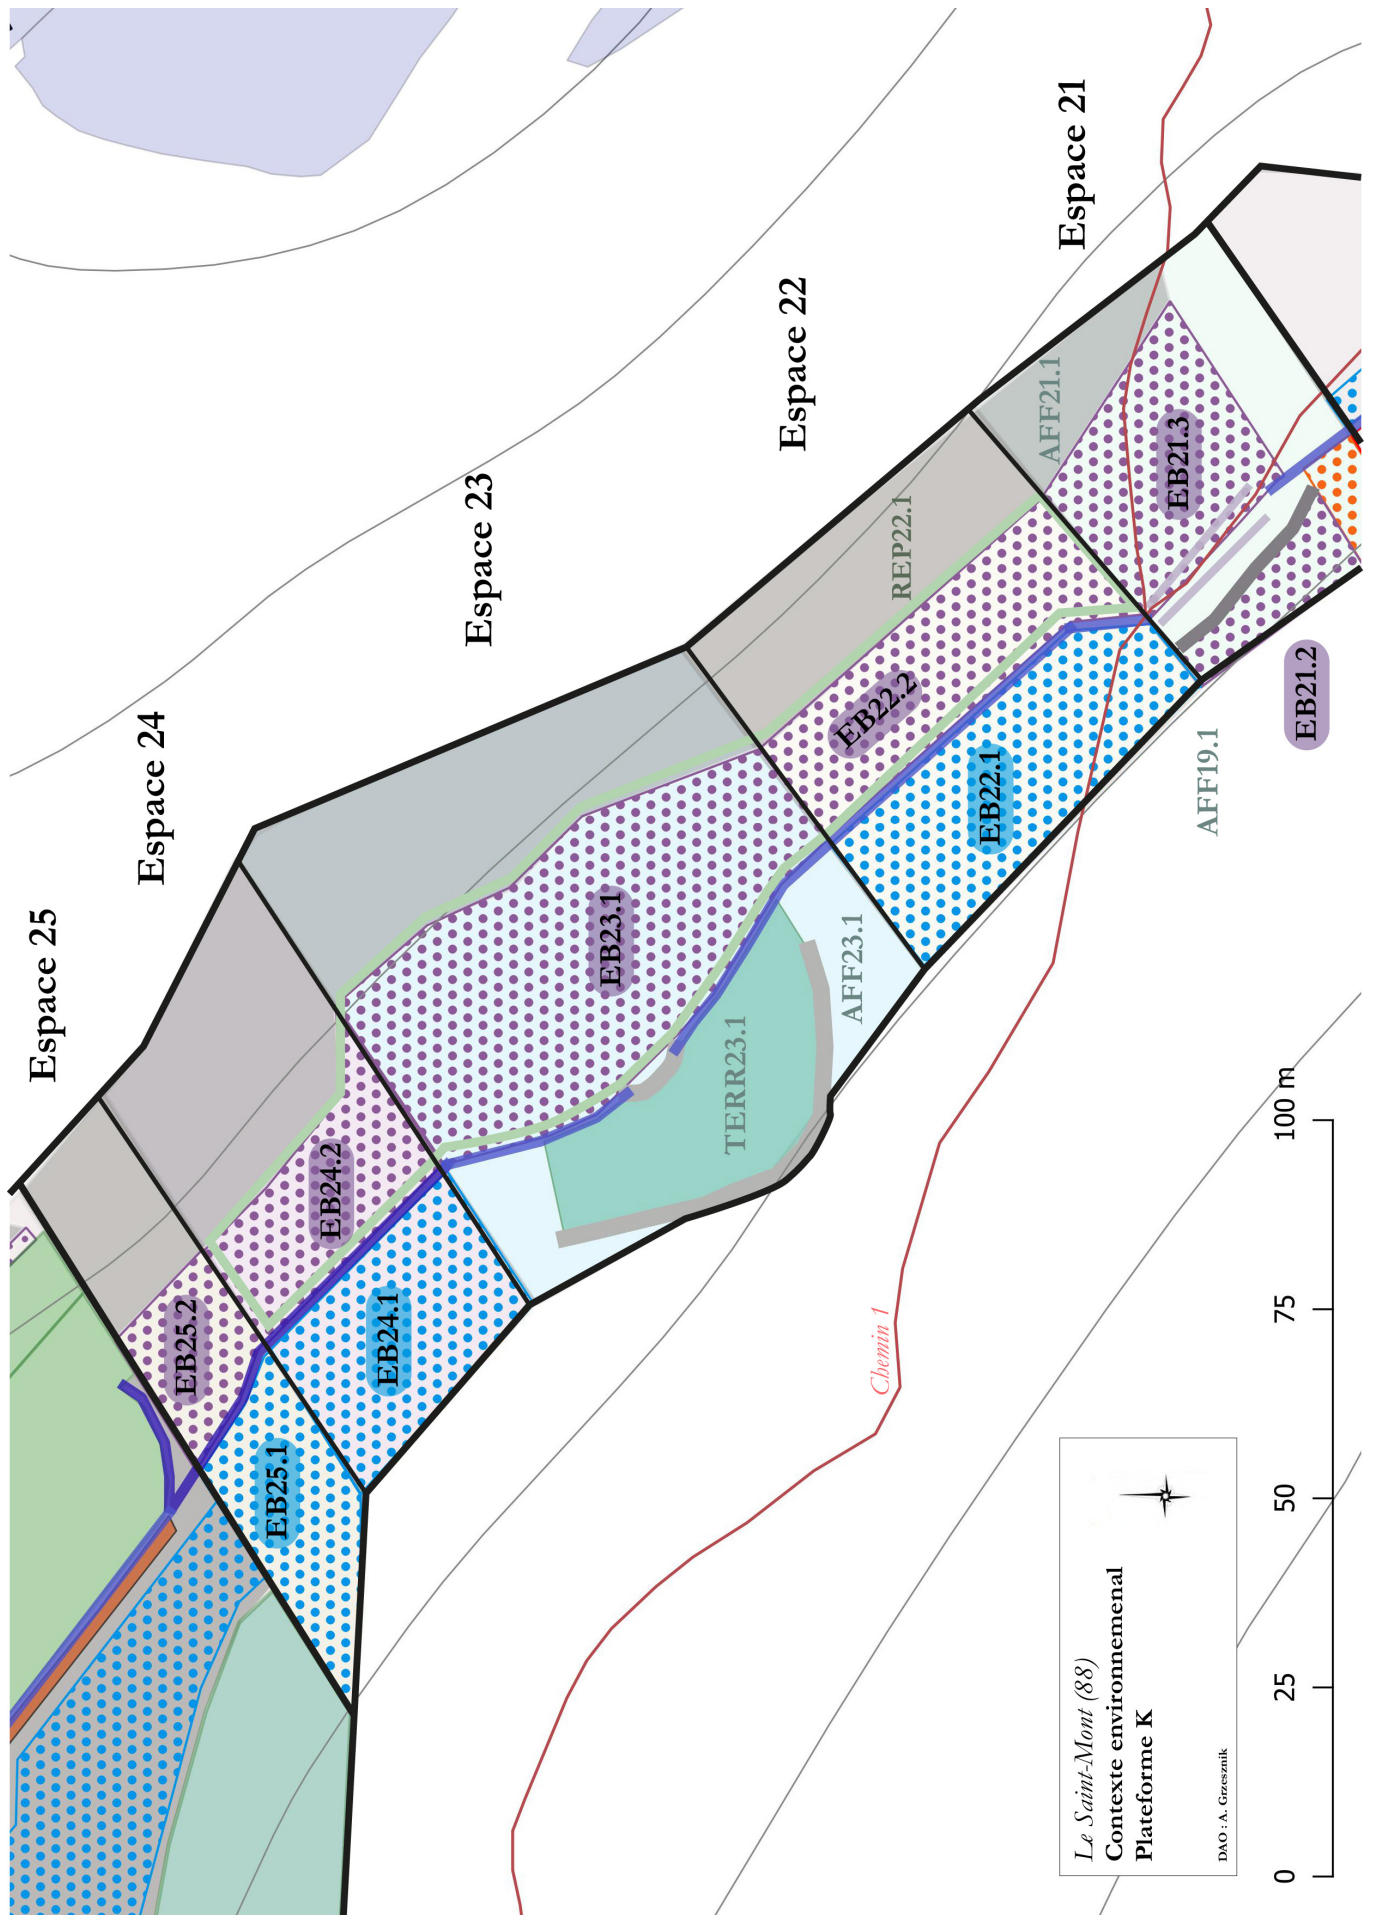 Espace 25
Espace 24
Espace 23
Espace 22
Espace 21
EB25.2
EB25.1
EB24.2
EB24.1
EB23.1
TERR23.1
AFF23.1
REP22.1
EB22.2
EB22.1
AFF21.1
EB21.3
AFF19.1
EB21.2
Chemin 1
Le Saint-Mont (88)
Contexte environnemenal
Plateforme K
DAO : A. Grzesznik
0
25
50
75
100 m